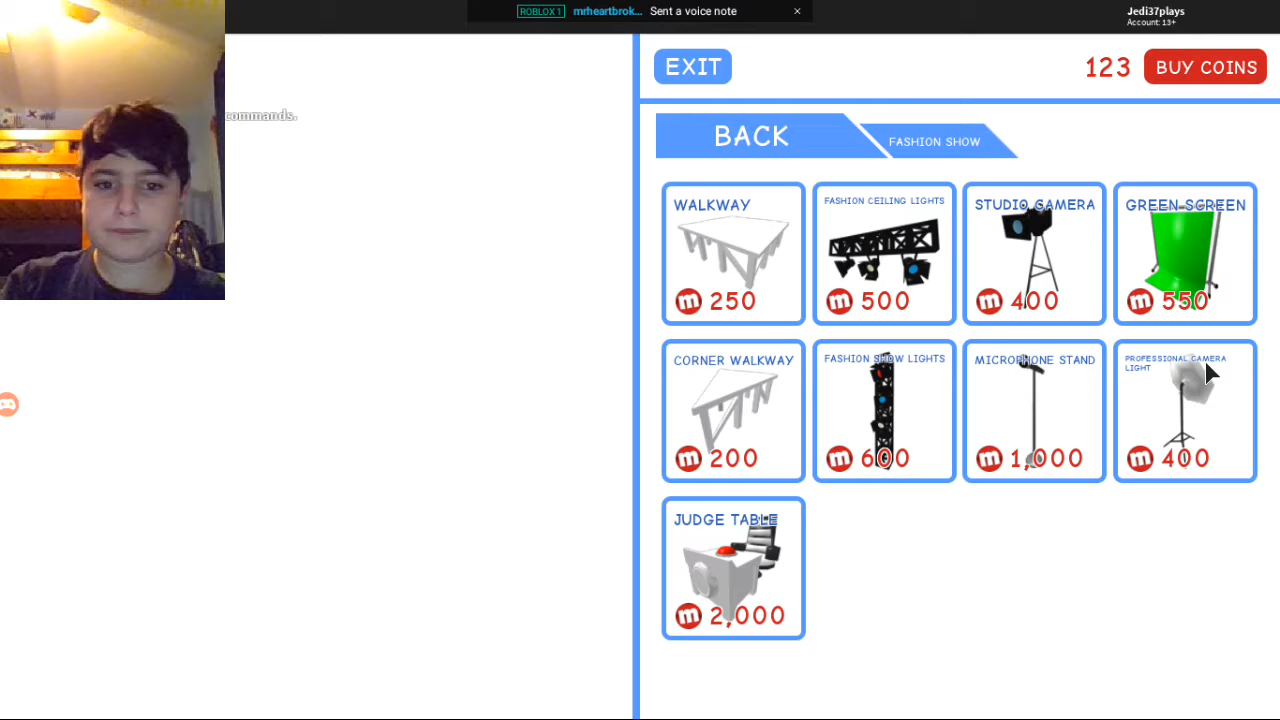 ROBLOX 1 mrheartbrok... Sent a voice note ×
Jedi37plays
Account: 13+
commands.
EXIT
123
BUY COINS
BACK
FASHION SHOW
WALKWAY
m 250
FASHION CEILING LIGHTS
m 500
STUDIO CAMERA
m 400
GREEN SCREEN
m 550
CORNER WALKWAY
m 200
FASHION SHOW LIGHTS
m 600
MICROPHONE STAND
m 1,000
PROFESSIONAL CAMERA
LIGHT
m 400
JUDGE TABLE
m 2,000